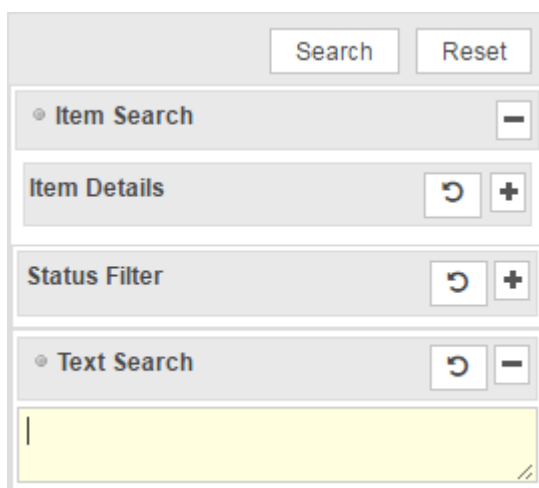 Search Reset
Item Search
Item Details
Status Filter
Text Search